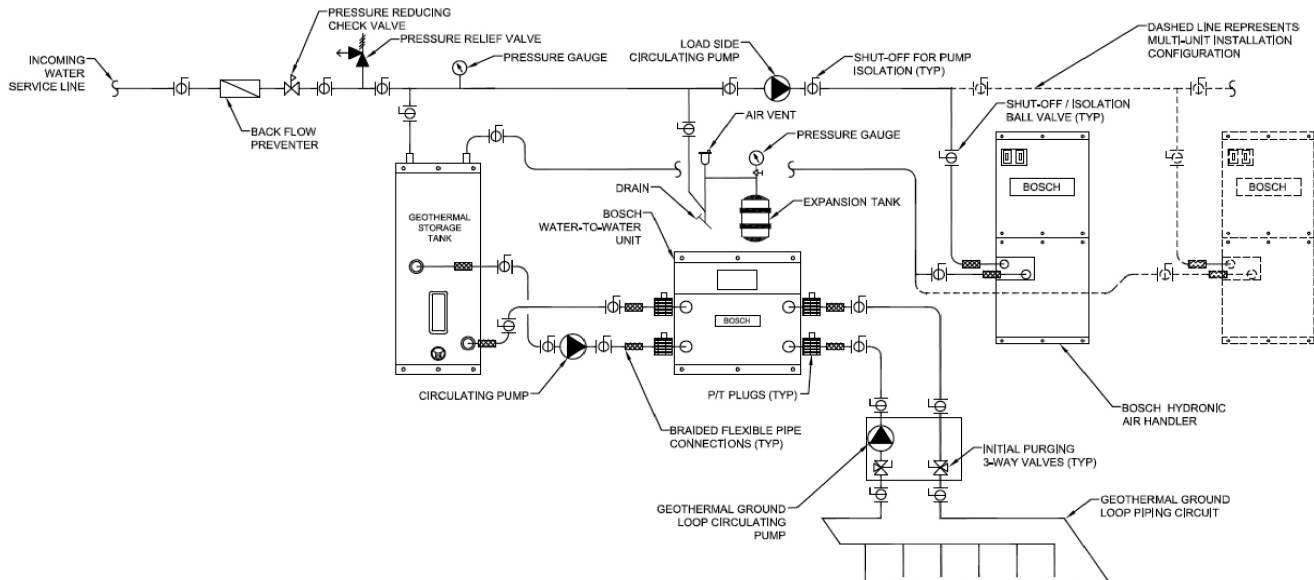 PRESSURE REDUCING
CHECK VALVE
PRESSURE RELIEF VALVE
PRESSURE GAUGE
LOAD SIDE
CIRCULATING PUMP
SHUT-OFF FOR PUMP
ISOLATION (TYP)
DASHED LINE REPRESENTS
MULTI-UNIT INSTALLATION
CONFIGURATION
INCOMING
WATER
SERVICE LINE
BACK FLOW
PREVENTER
AIR VENT
PRESSURE GAUGE
SHUT-OFF / ISOLATION
BALL VALVE (TYP)
DRAIN
EXPANSION TANK
BOSCH
BOSCH
GEOTHERMAL
STORAGE
TANK
BOSCH
WATER-TO-WATER
UNIT
BOSCH
CIRCULATING PUMP
P/T PLUGS (TYP)
BRAIDED FLEXIBLE PIPE
CONNECTIONS (TYP)
BOSCH HYDRONIC
AIR HANDLER
INITIAL PURGING
3-WAY VALVES (TYP)
GEOTHERMAL GROUND
LOOP CIRCULATING
PUMP
GEOTHERMAL GROUND
LOOP PIPING CIRCUIT